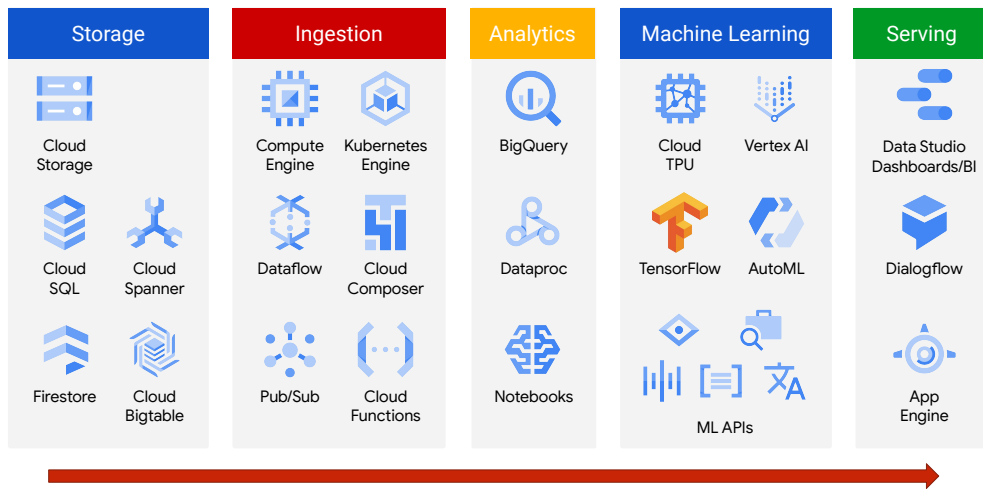 Storage
Cloud
Storage
Cloud
SQL
Cloud
Spanner
Firestore
Cloud
Bigtable
Ingestion
Compute
Engine
Kubernetes
Engine
Dataflow
Cloud
Composer
Pub/Sub
Cloud
Functions
Analytics
BigQuery
Dataproc
Notebooks
Machine Learning
Cloud
TPU
Vertex AI
TensorFlow
AutoML
文A
ML APIs
Serving
Data Studio
Dashboards/BI
Dialogflow
App
Engine